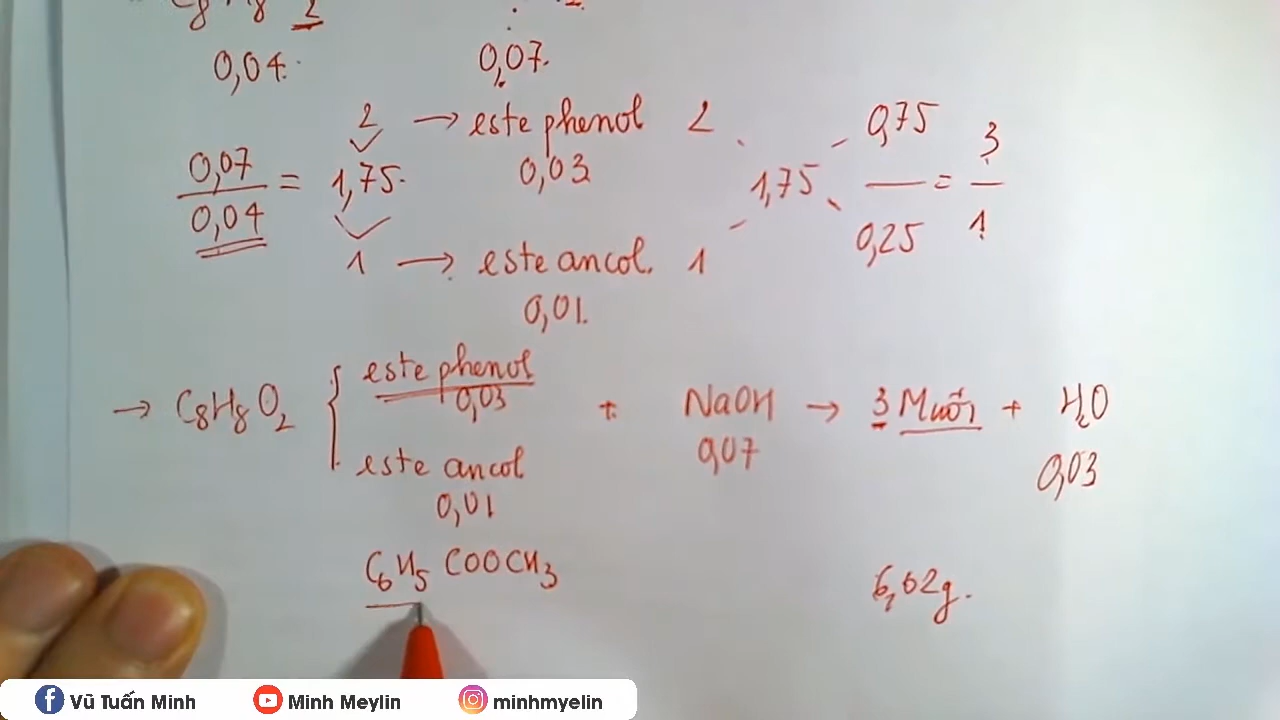 C8H8 2
0,04.
0,07.
2 → este phenol 2
0,03
0,07 / 0,04 = 1,75.
1 → este ancol. 1
0,01.
1,75
0,75 / 0,25 = 3 / 1
→ C8H8O2 { este phenol 0,03
este ancol 0,01
+ NaOH → 3 Muối + H2O
0,07
0,03
C6H5COOCH3
6,62g.
Vũ Tuấn Minh
Minh Meylin
minhmyelin